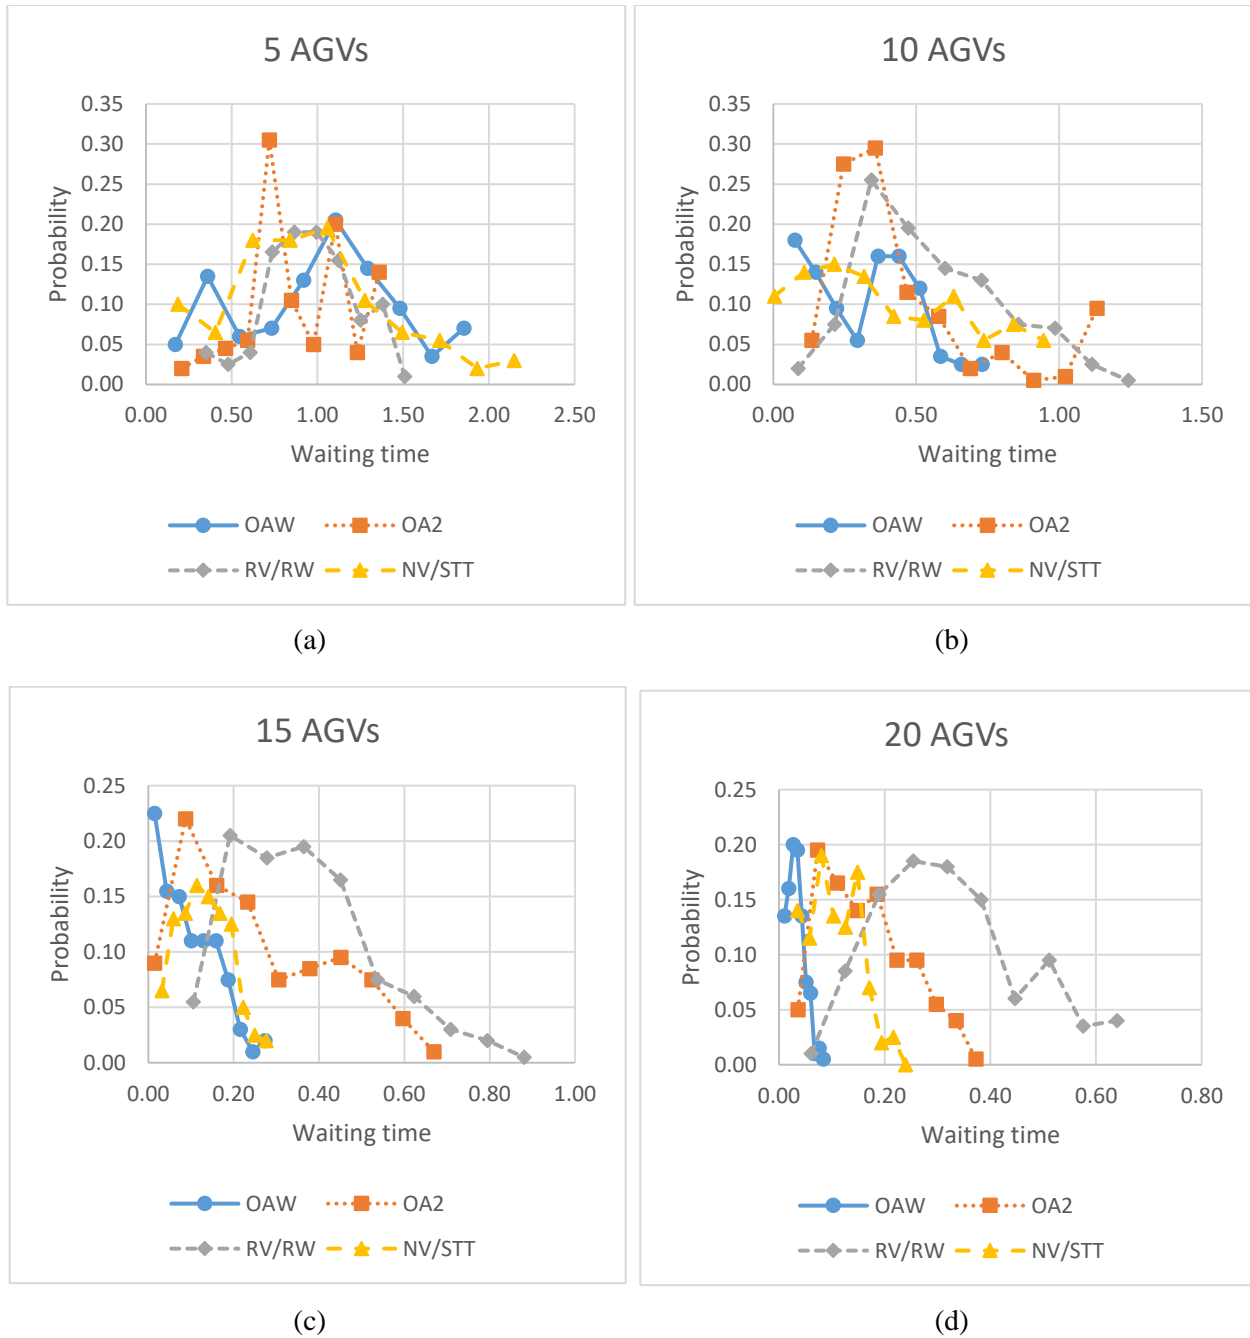 5 AGVs
0.35
0.30
0.25
0.20
0.15
0.10
0.05
0.00
Probability
0.00 0.50 1.00 1.50 2.00 2.50
Waiting time
OAW OA2
RV/RW NV/STT
(a)
10 AGVs
0.35
0.30
0.25
0.20
0.15
0.10
0.05
0.00
Probability
0.00 0.50 1.00 1.50
Waiting time
OAW OA2
RV/RW NV/STT
(b)
15 AGVs
0.25
0.20
0.15
0.10
0.05
0.00
Probability
0.00 0.20 0.40 0.60 0.80 1.00
Waiting time
OAW OA2
RV/RW NV/STT
(c)
20 AGVs
0.25
0.20
0.15
0.10
0.05
0.00
Probability
0.00 0.20 0.40 0.60 0.80
Waiting time
OAW OA2
RV/RW NV/STT
(d)